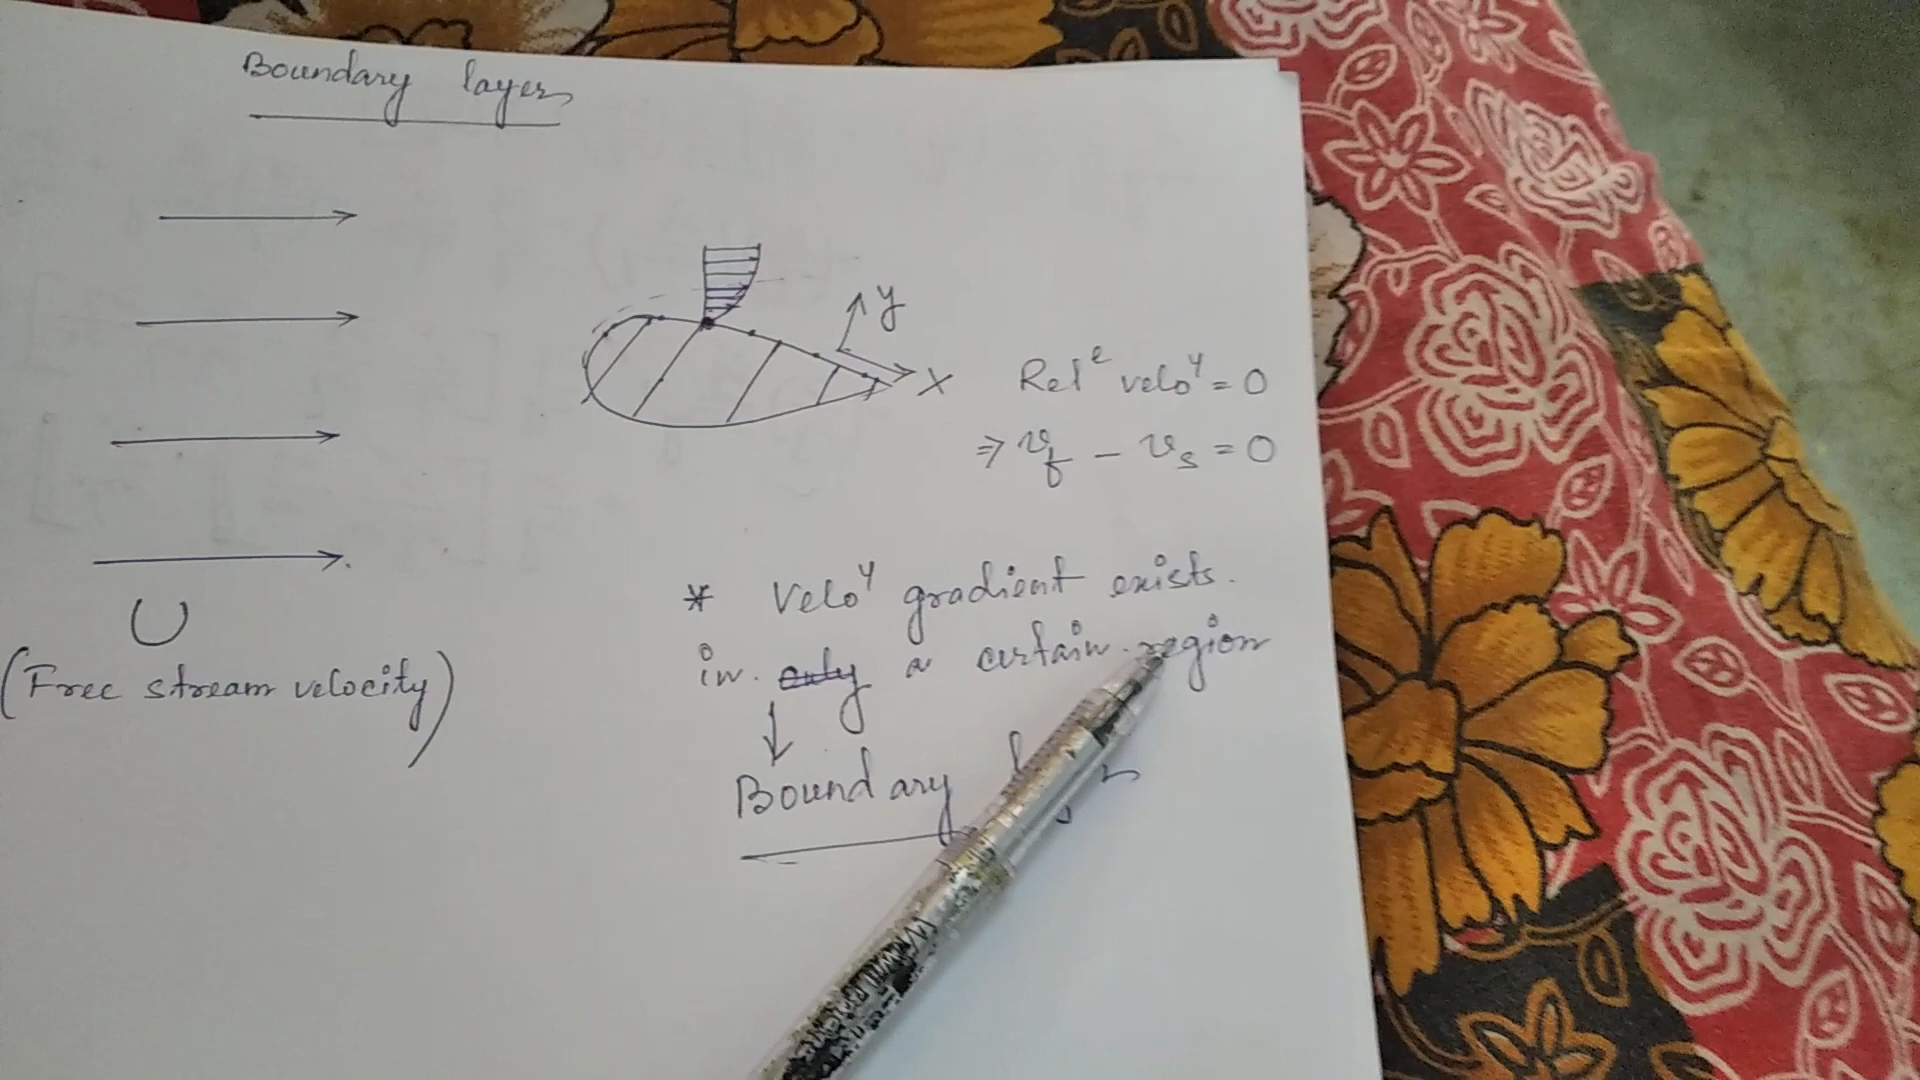 Boundary layer
y
x
Rel^e velo^y = 0
⇒ v_f - v_s = 0
U
(Free stream velocity)
* Velo^y gradient exists.
in only a certain region
↓
Boundary